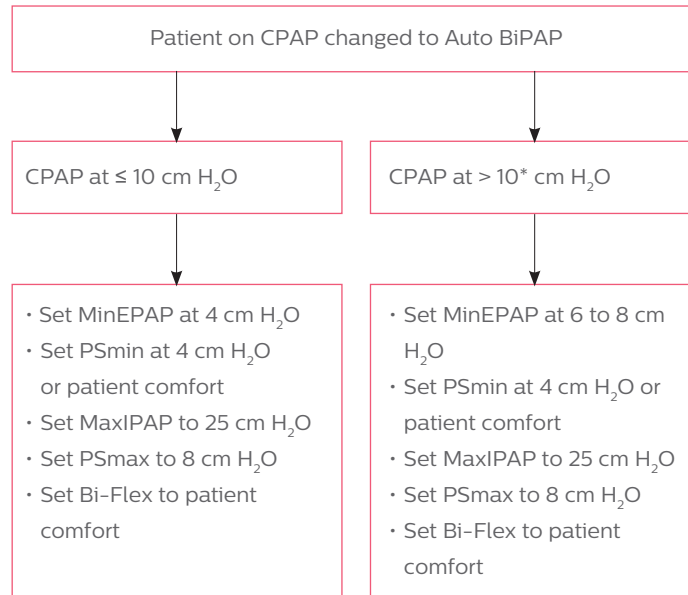 Patient on CPAP changed to Auto BiPAP
CPAP at ≤ 10 cm H₂O
CPAP at > 10* cm H₂O
· Set MinEPAP at 4 cm H₂O
· Set PSmin at 4 cm H₂O
or patient comfort
· Set MaxIPAP to 25 cm H₂O
· Set PSmax to 8 cm H₂O
· Set Bi-Flex to patient
comfort
· Set MinEPAP at 6 to 8 cm
H₂O
· Set PSmin at 4 cm H₂O or
patient comfort
· Set MaxIPAP to 25 cm H₂O
· Set PSmax to 8 cm H₂O
· Set Bi-Flex to patient
comfort